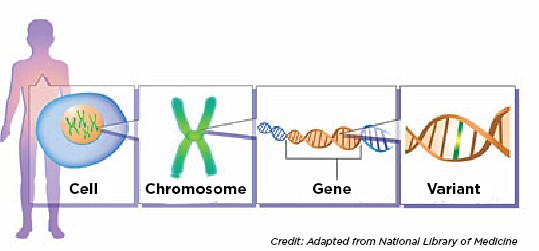 Cell
Chromosome
Gene
Variant
Credit: Adapted from National Library of Medicine